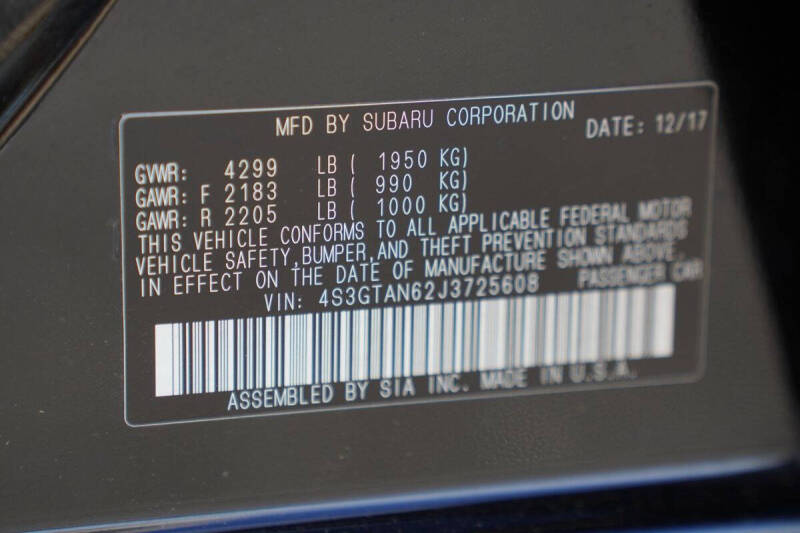 MFD BY SUBARU CORPORATION DATE: 12/17
GVWR: 4299 LB ( 1950 KG)
GAWR: F 2183 LB ( 990 KG)
GAWR: R 2205 LB ( 1000 KG)
THIS VEHICLE CONFORMS TO ALL APPLICABLE FEDERAL MOTOR
VEHICLE SAFETY, BUMPER, AND THEFT PREVENTION STANDARDS
IN EFFECT ON THE DATE OF MANUFACTURE SHOWN ABOVE.
VIN: 4S3GTAN62J3725608 PASSENGER CAR
ASSEMBLED BY SIA INC. MADE IN U.S.A.